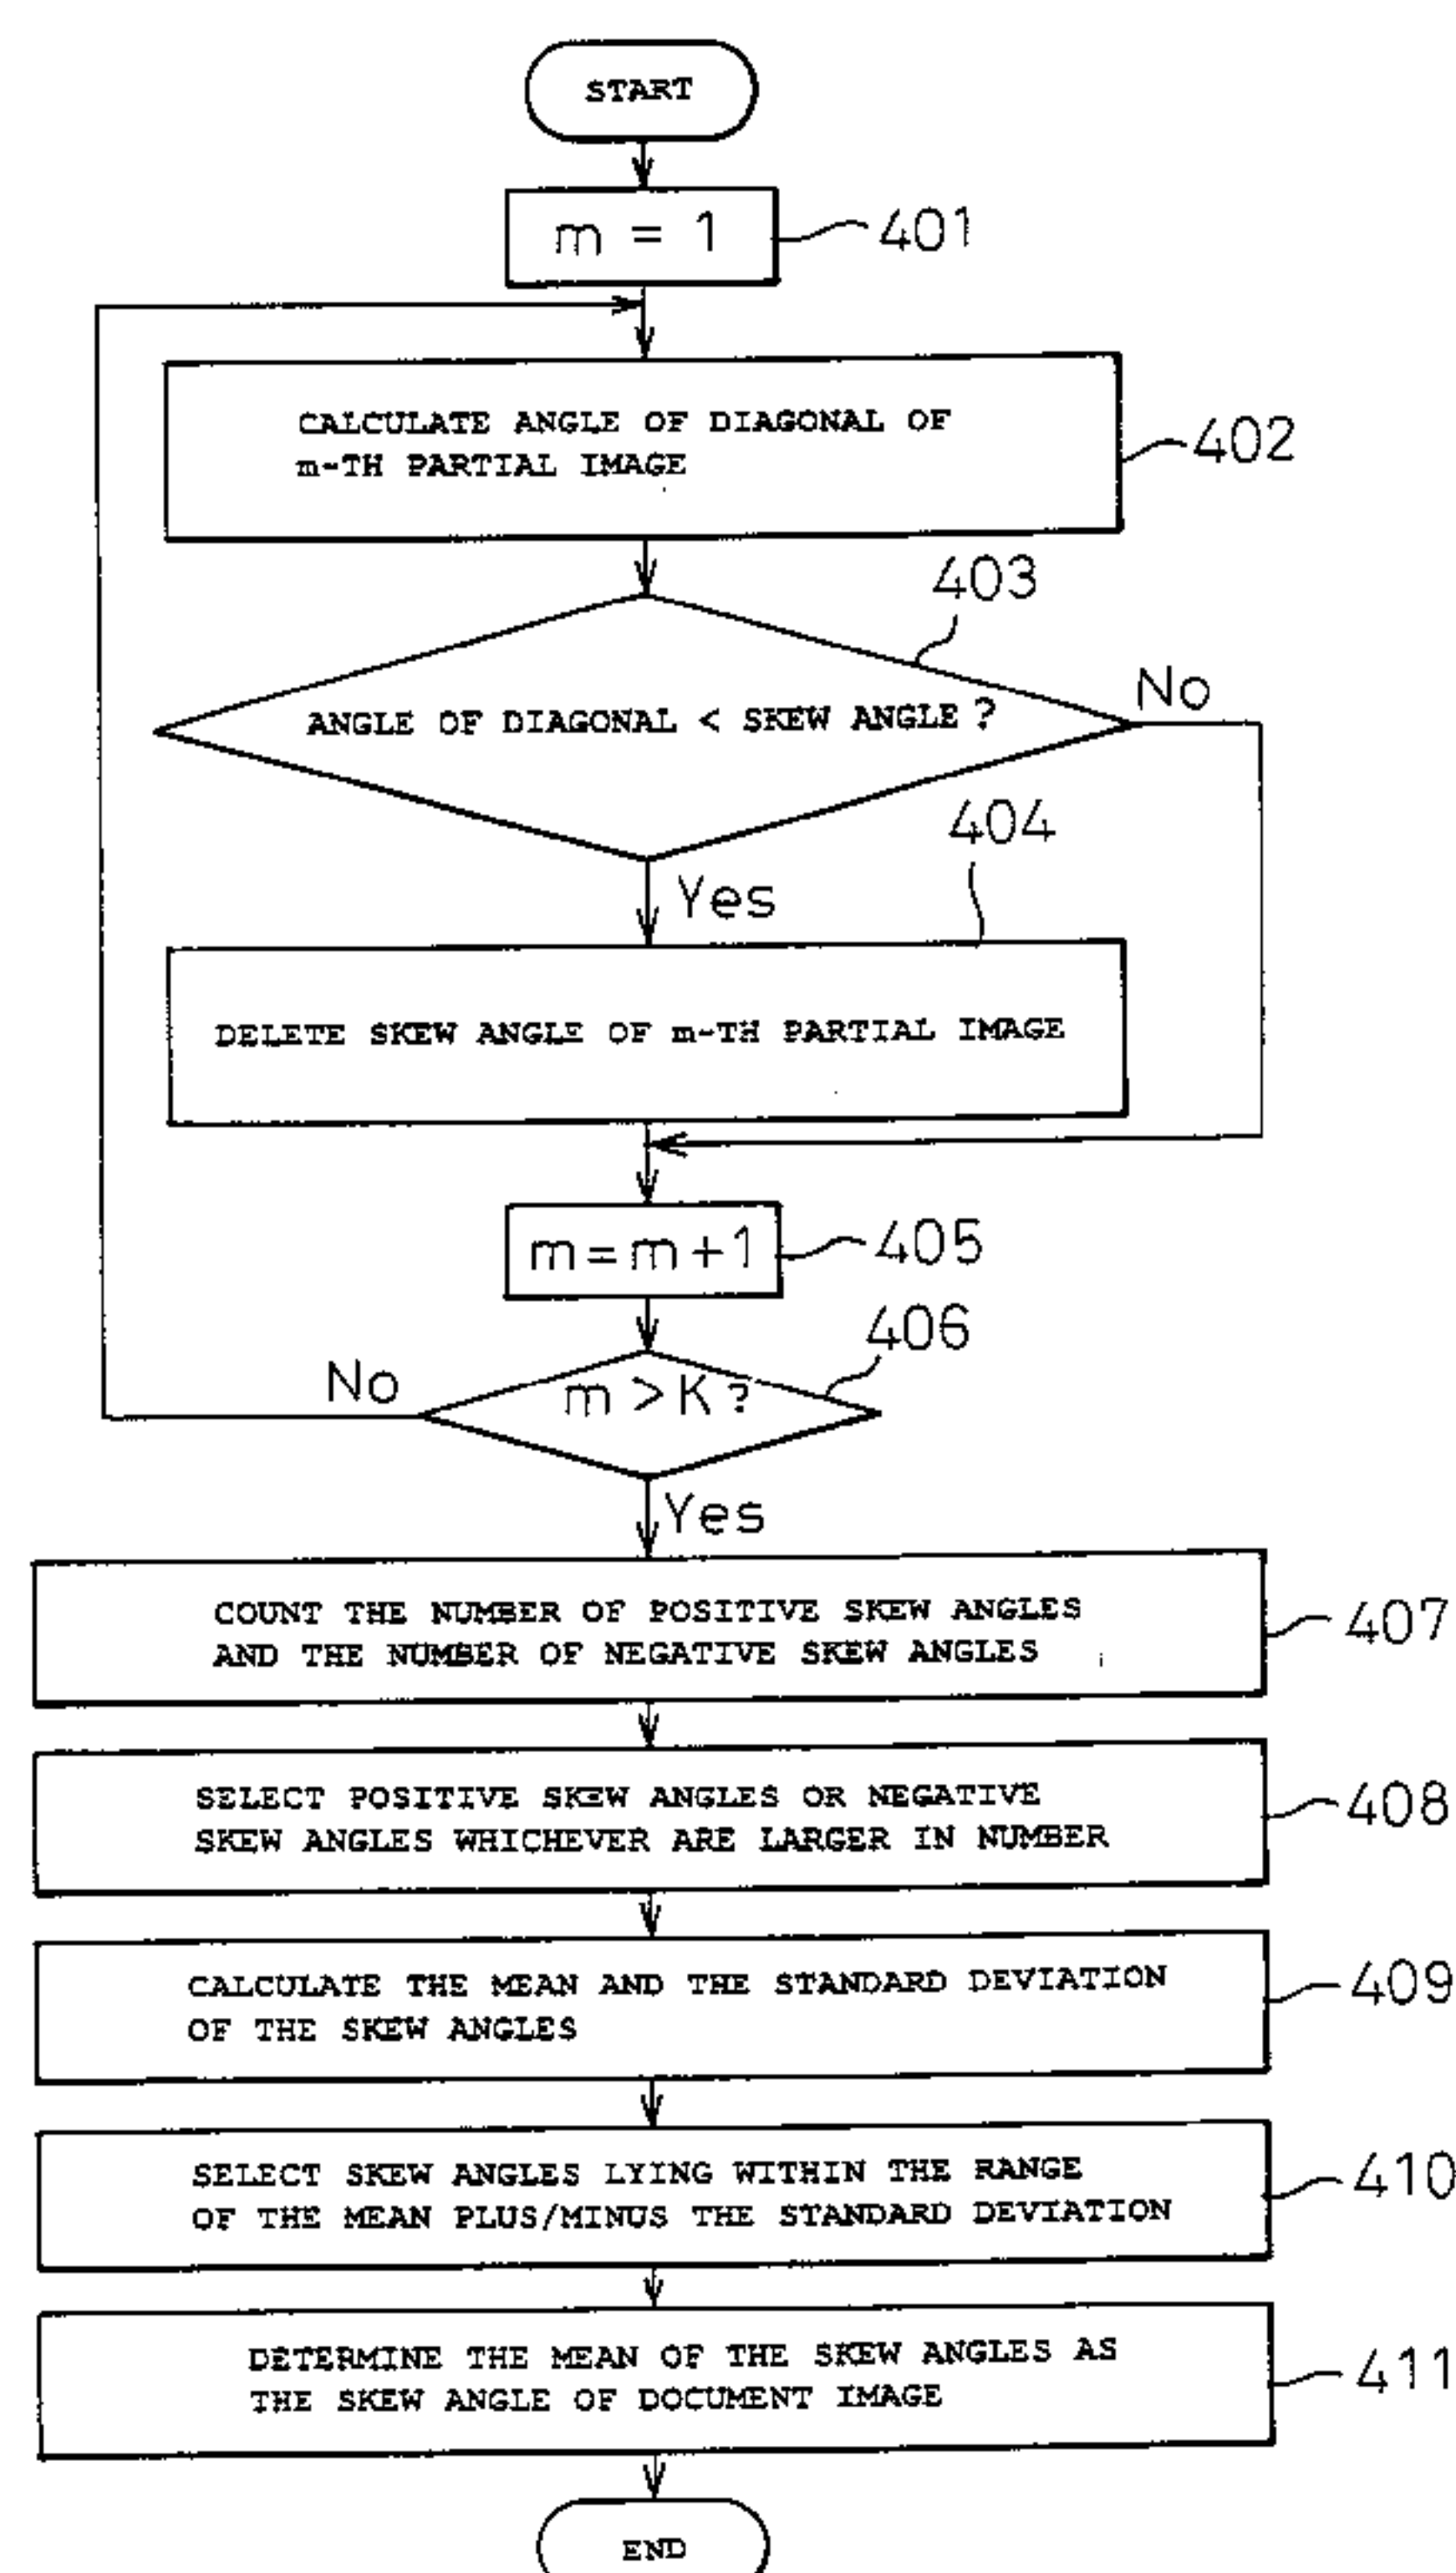 START
m = 1
401
CALCULATE ANGLE OF DIAGONAL OF
m-TH PARTIAL IMAGE
402
403
ANGLE OF DIAGONAL < SKEW ANGLE ?
No
404
Yes
DELETE SKEW ANGLE OF m-TH PARTIAL IMAGE
m = m + 1
405
406
m > K ?
No
Yes
COUNT THE NUMBER OF POSITIVE SKEW ANGLES
AND THE NUMBER OF NEGATIVE SKEW ANGLES
407
SELECT POSITIVE SKEW ANGLES OR NEGATIVE
SKEW ANGLES WHICHEVER ARE LARGER IN NUMBER
408
CALCULATE THE MEAN AND THE STANDARD DEVIATION
OF THE SKEW ANGLES
409
SELECT SKEW ANGLES LYING WITHIN THE RANGE
OF THE MEAN PLUS/MINUS THE STANDARD DEVIATION
410
DETERMINE THE MEAN OF THE SKEW ANGLES AS
THE SKEW ANGLE OF DOCUMENT IMAGE
411
END